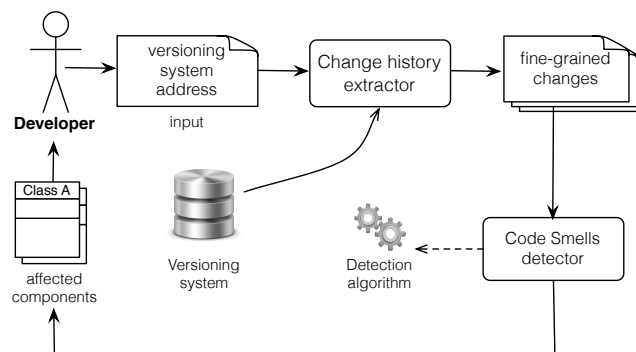 versioning
system
address
input
Change history
extractor
fine-grained
changes
Developer
Class A
affected
components
Versioning
system
Detection
algorithm
Code Smells
detector